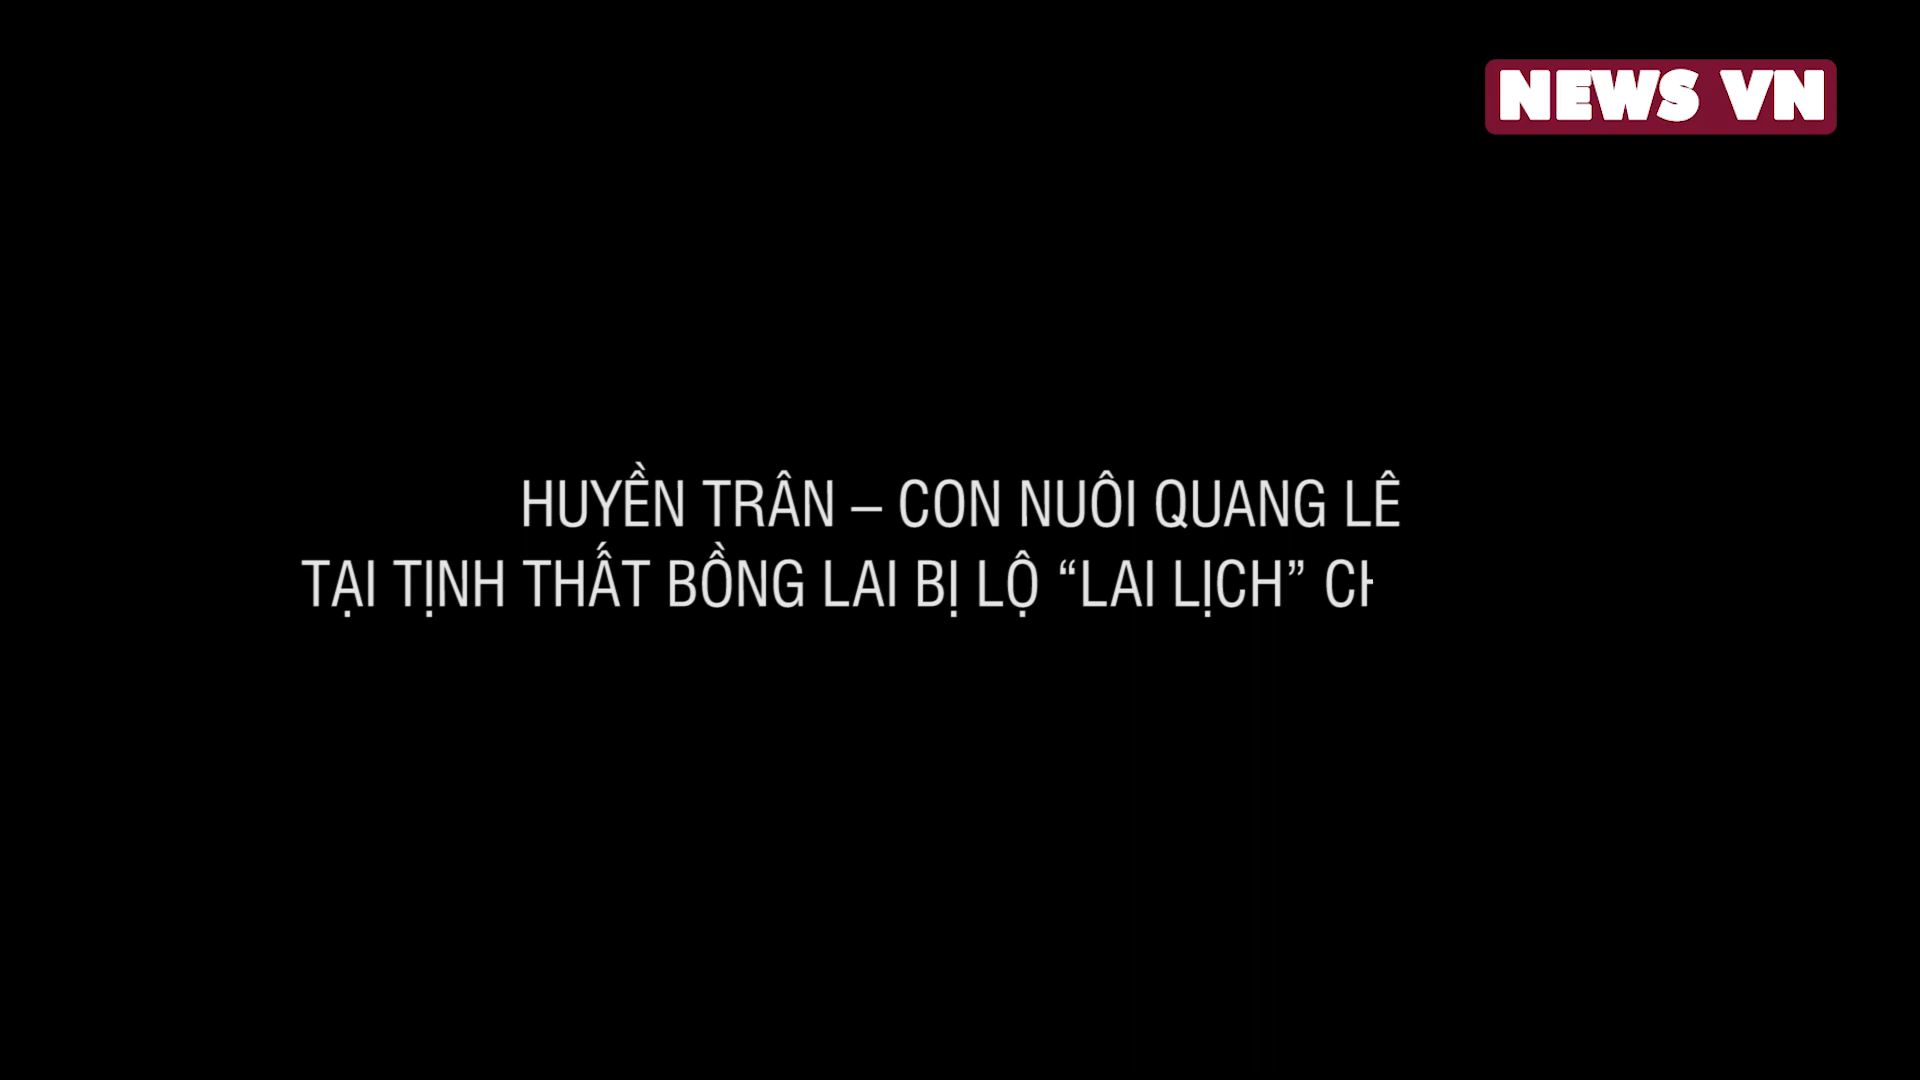 NEWS VN
HUYỀN TRÂN – CON NUÔI QUANG LÊ
TẠI TỊNH THẤT BỒNG LAI BỊ LỘ “LAI LỊCH”